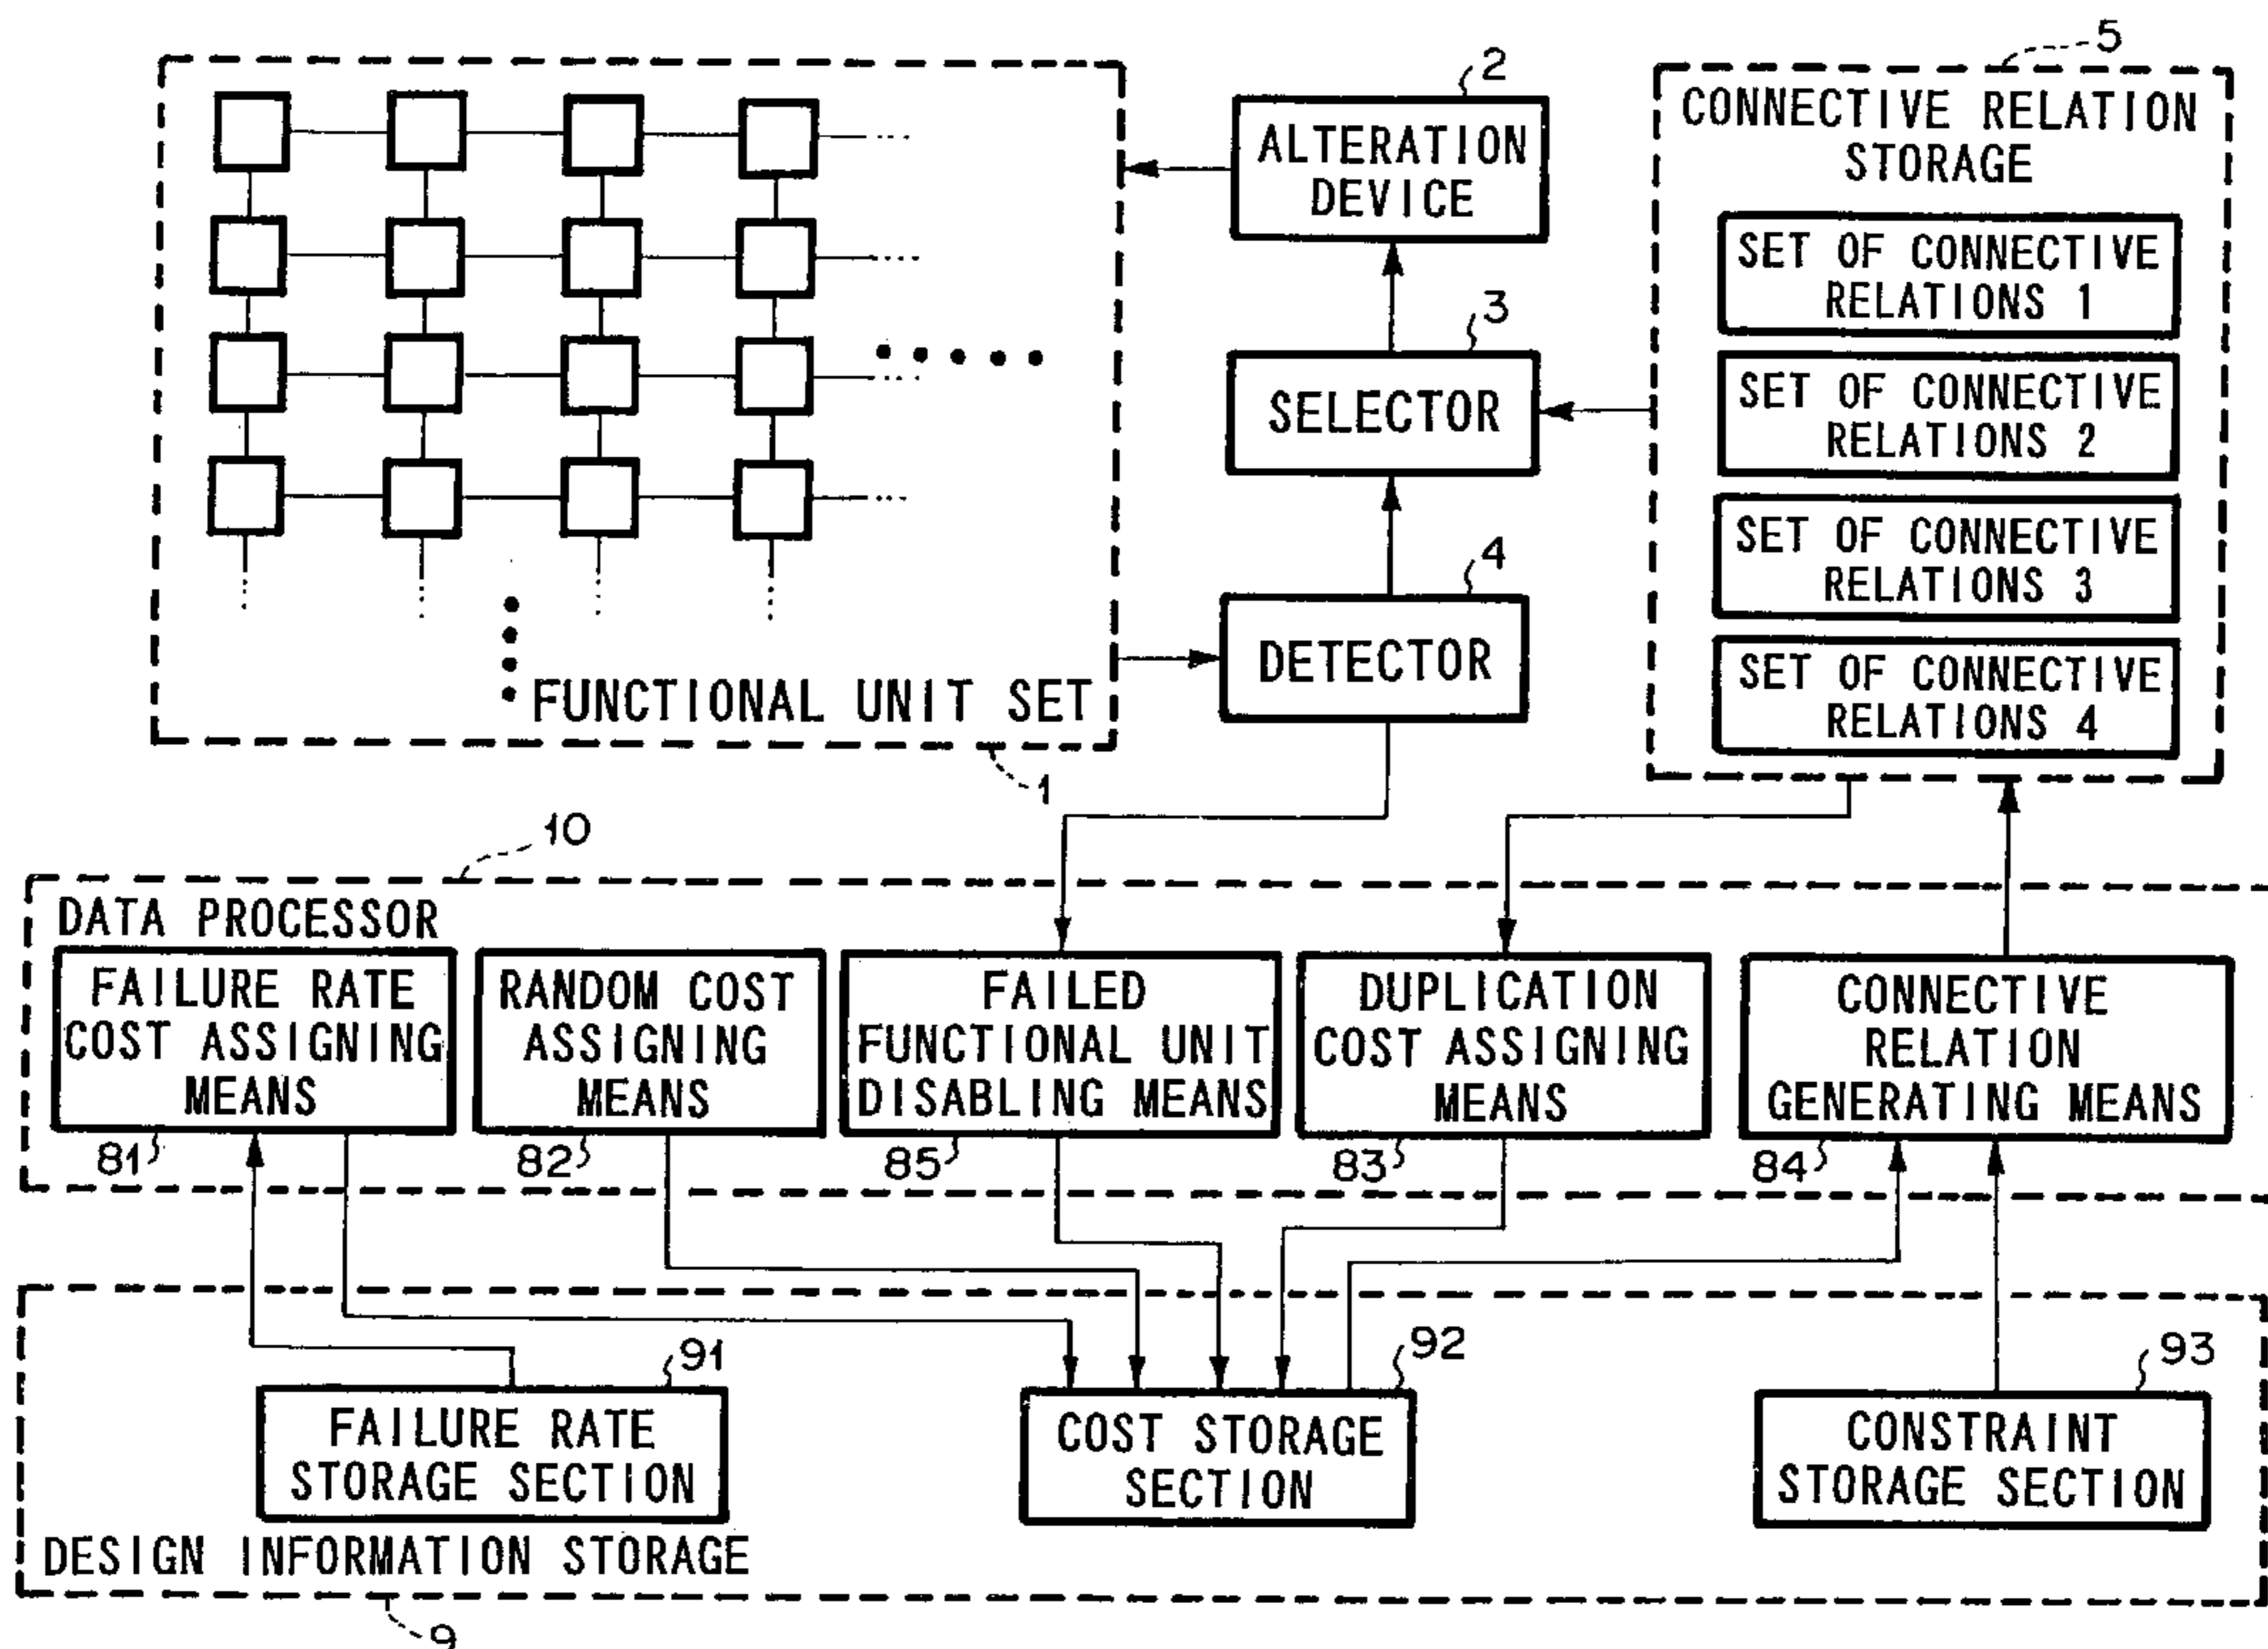 2
ALTERATION
DEVICE
3
SELECTOR
4
DETECTOR
5
CONNECTIVE RELATION
STORAGE
SET OF CONNECTIVE
RELATIONS 1
SET OF CONNECTIVE
RELATIONS 2
SET OF CONNECTIVE
RELATIONS 3
SET OF CONNECTIVE
RELATIONS 4
FUNCTIONAL UNIT SET
1
10
DATA PROCESSOR
FAILURE RATE
COST ASSIGNING
MEANS
81
RANDOM COST
ASSIGNING
MEANS
82
FAILED
FUNCTIONAL UNIT
DISABLING MEANS
85
DUPLICATION
COST ASSIGNING
MEANS
83
CONNECTIVE
RELATION
GENERATING MEANS
84
91
FAILURE RATE
STORAGE SECTION
92
COST STORAGE
SECTION
93
CONSTRAINT
STORAGE SECTION
DESIGN INFORMATION STORAGE
9